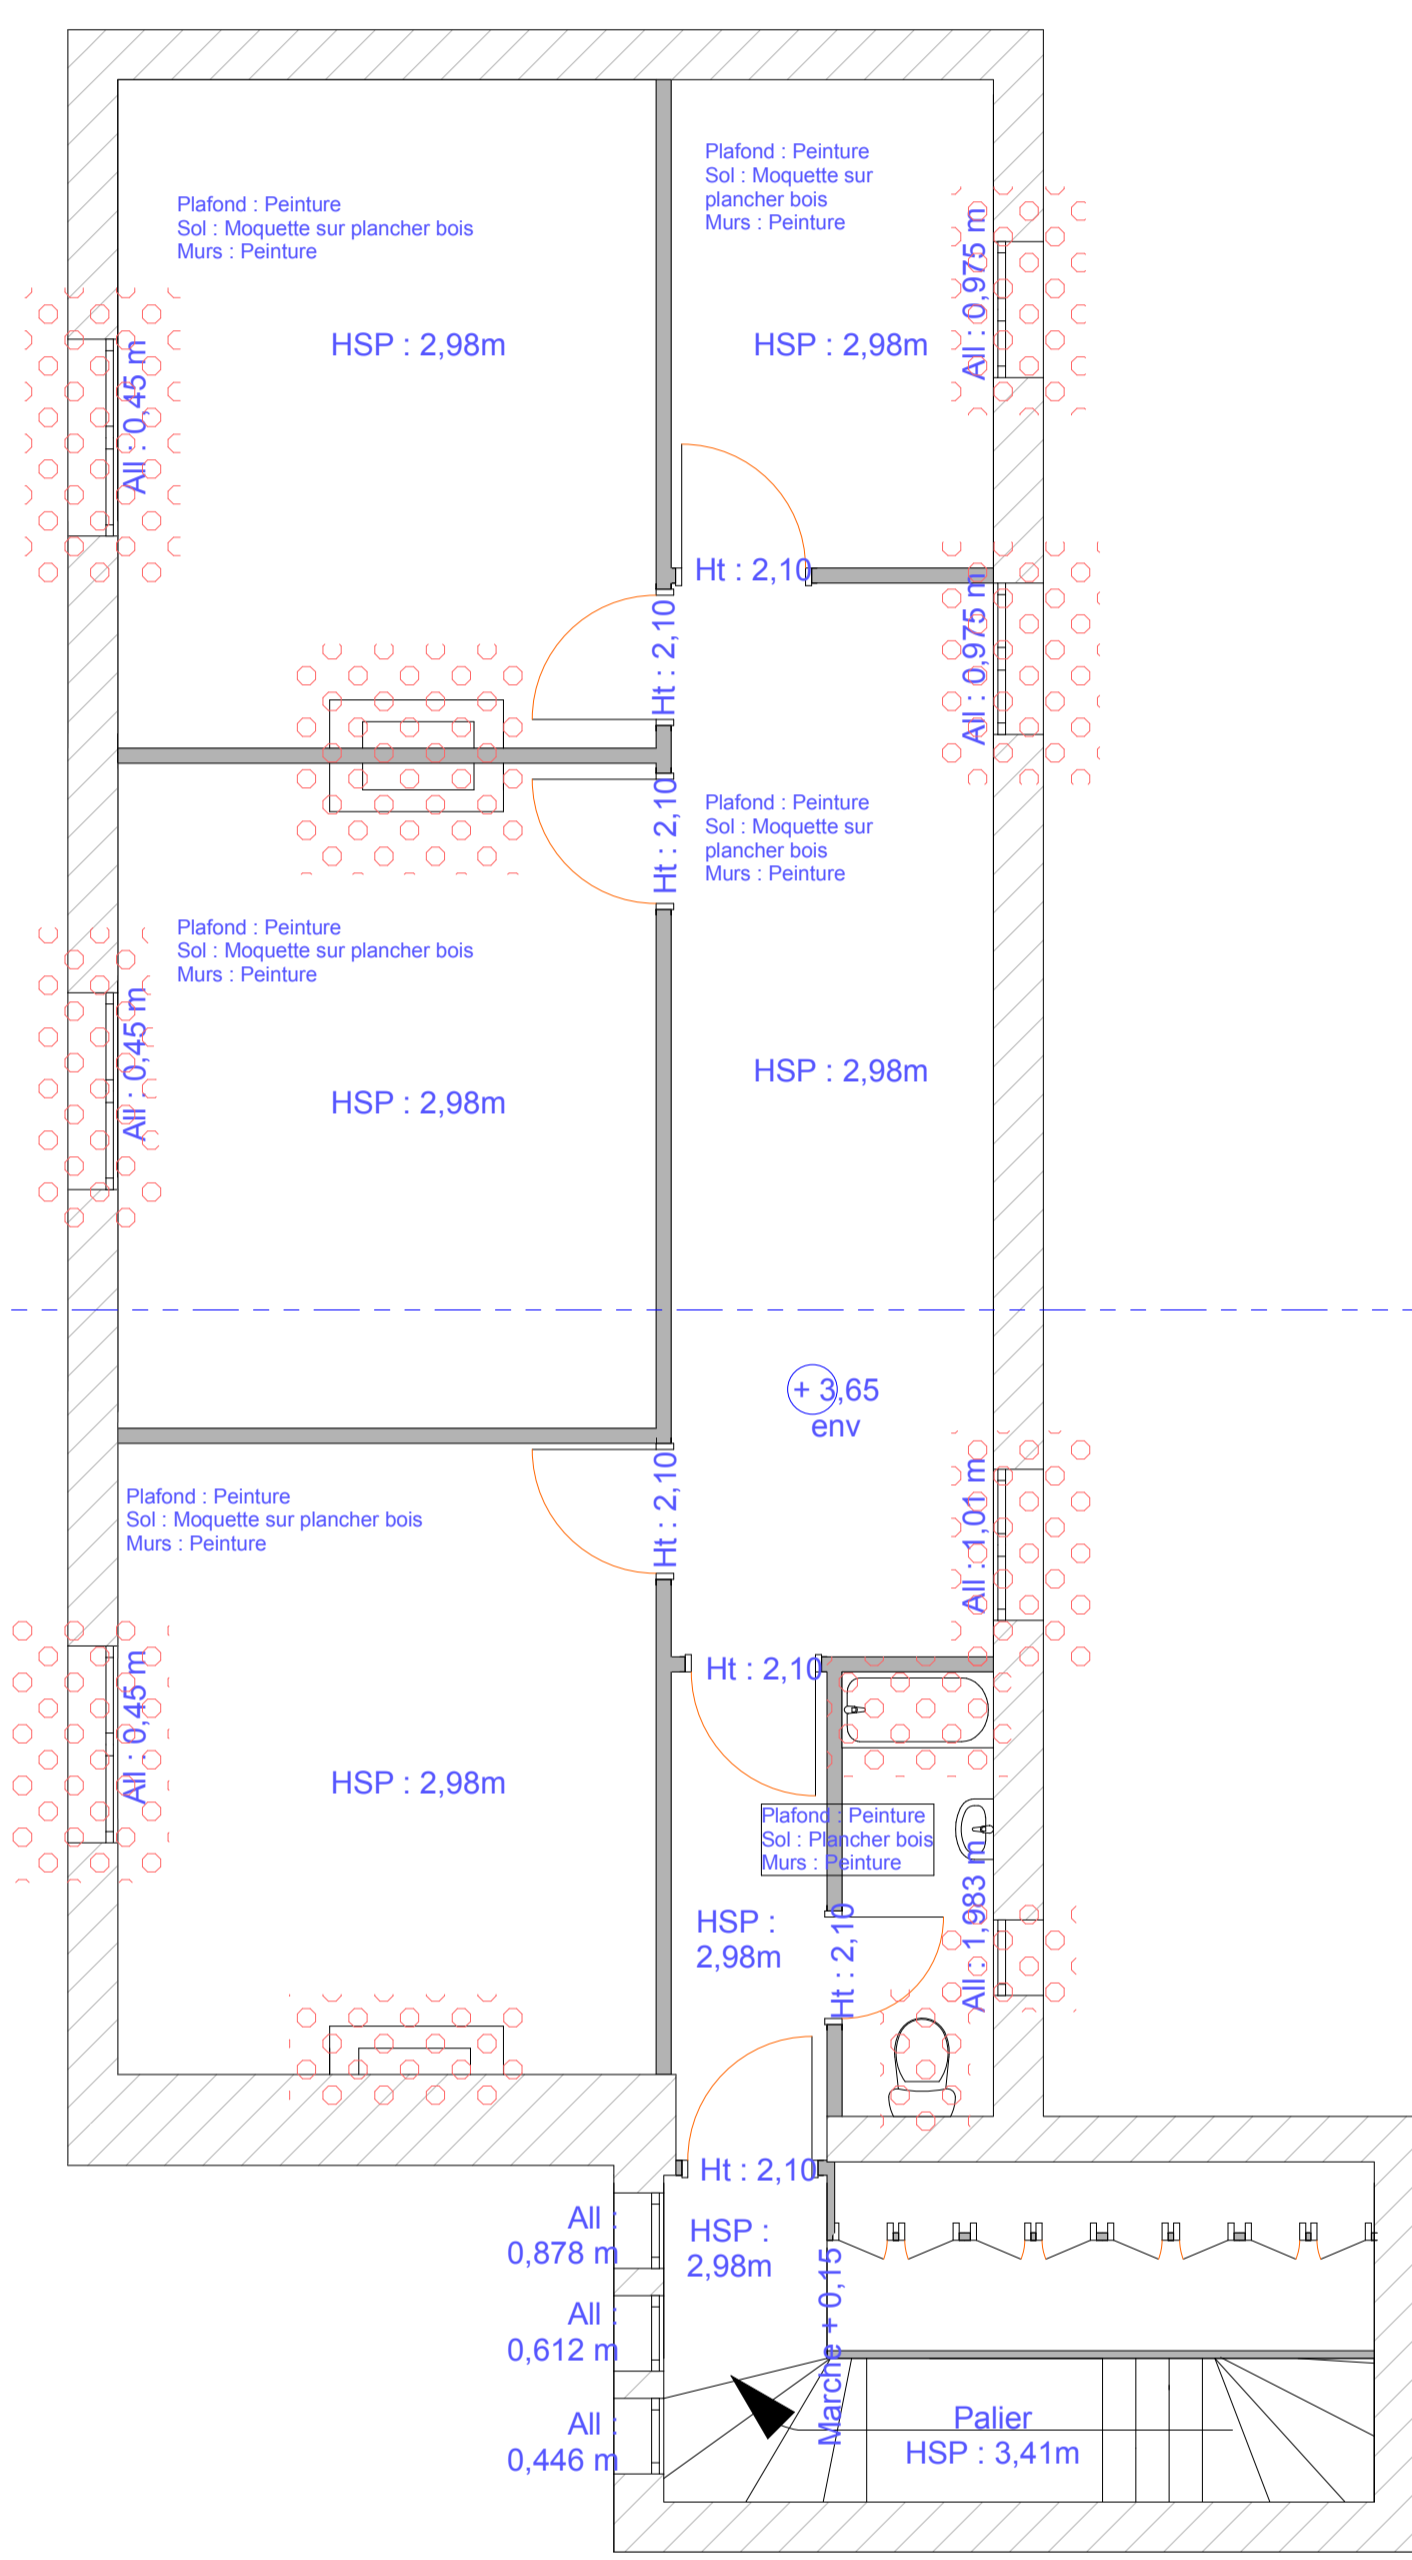 Plafond : Peinture
Sol : Moquette sur
plancher bois
Murs : Peinture
Plafond : Peinture
Sol : Moquette sur plancher bois
Murs : Peinture
All : 0,975 m
HSP : 2,98m
HSP : 2,98m
All : 0,45 m
Ht : 2,10
All : 0,975 m
Ht : 2,10
Ht : 2,10
Plafond : Peinture
Sol : Moquette sur
plancher bois
Murs : Peinture
Plafond : Peinture
Sol : Moquette sur plancher bois
Murs : Peinture
All : 0,45 m
HSP : 2,98m
HSP : 2,98m
+ 3,65
env
Plafond : Peinture
Sol : Moquette sur plancher bois
Murs : Peinture
Ht : 2,10
All : 1,01 m
Ht : 2,10
All : 0,45 m
HSP : 2,98m
Plafond : Peinture
Sol : Plancher bois
Murs : Peinture
HSP :
2,98m
Ht : 2,10
All : 1,983 m
Ht : 2,10
All :
0,878 m
HSP :
2,98m
All :
0,612 m
Marche + 0,15
All :
0,446 m
Palier
HSP : 3,41m